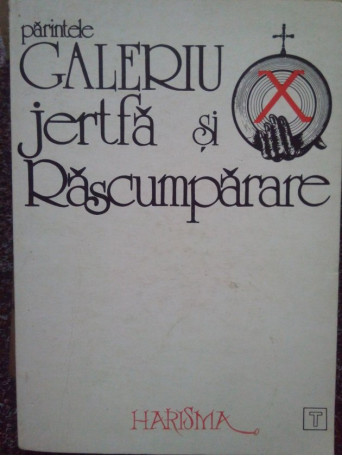 părintele
GALERIU
jertfă și
X
Răscumpărare
HARISMA
T